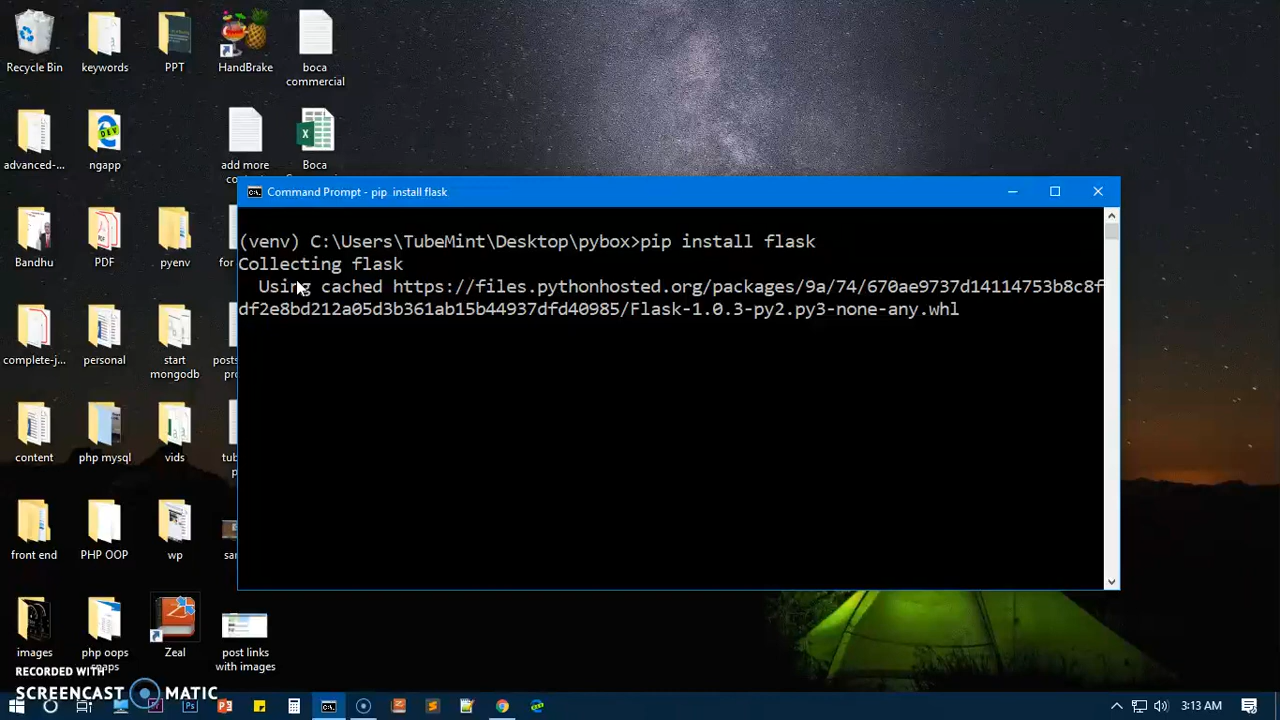 Recycle Bin
keywords
PPT
HandBrake
boca
commercial
advanced-...
ngapp
add more
Boca
Command Prompt - pip install flask
(venv) C:\Users\TubeMint\Desktop\pybox>pip install flask
Collecting flask
Using cached https://files.pythonhosted.org/packages/9a/74/670ae9737d14114753b8c8f
df2e8bd212a05d3b361ab15b44937dfd40985/Flask-1.0.3-py2.py3-none-any.whl
Bandhu
PDF
pyenv
complete-j...
personal
start
mongodb
posts
content
php mysql
vids
front end
PHP OOP
wp
images
php oops
snaps
Zeal
post links
with images
RECORDED WITH
SCREENCAST MATIC
3:13 AM